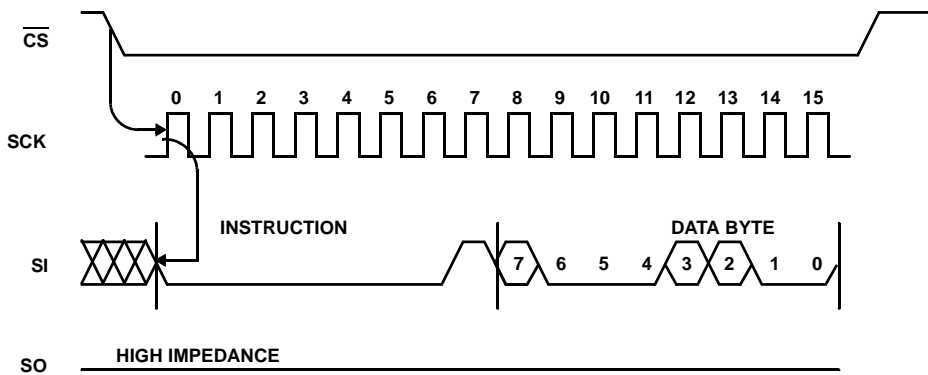 CS
0 1 2 3 4 5 6 7 8 9 10 11 12 13 14 15
SCK
INSTRUCTION DATA BYTE
SI 7 6 5 4 3 2 1 0
HIGH IMPEDANCE
SO